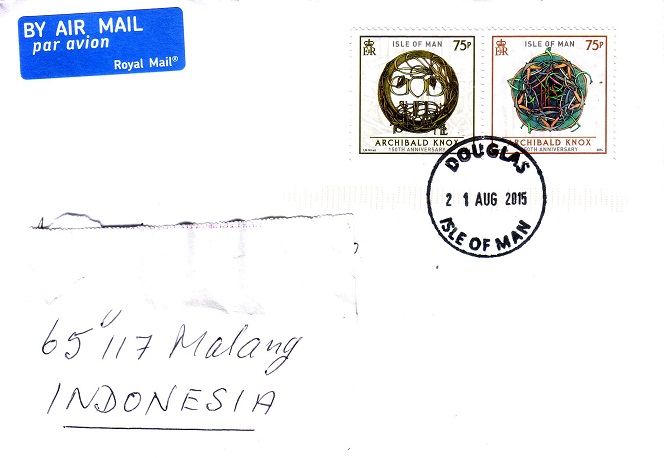 BY AIR MAIL
par avion
Royal Mail®
ISLE OF MAN 75P
ARCHIBALD KNOX
150TH ANNIVERSARY
ISLE OF MAN 75P
ARCHIBALD KNOX
150TH ANNIVERSARY
DOUGLAS
21 AUG 2015
ISLE OF MAN
65117 Malang
INDONESIA